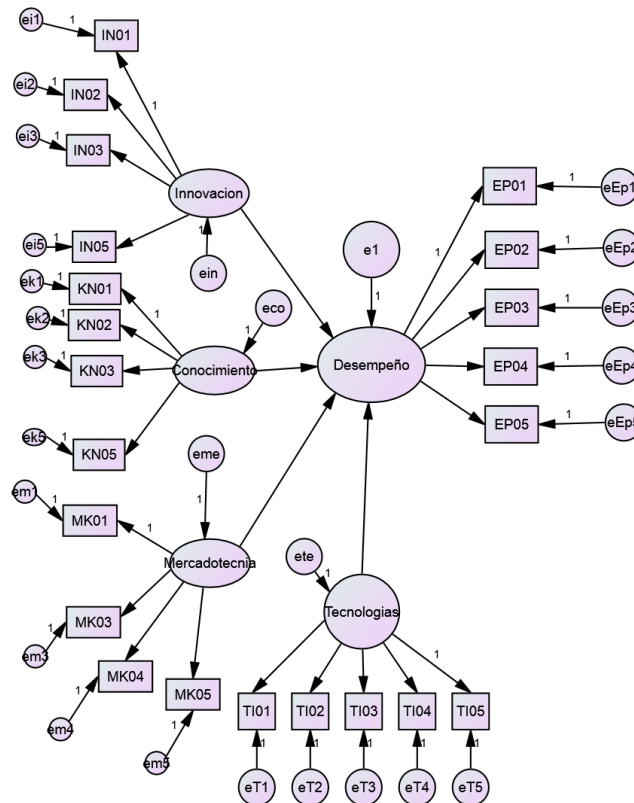 ei1
1
IN01
ei2
1
IN02
1
ei3
1
IN03
Innovacion
EP01
1
eEp1
ei5
1
IN05
1
ein
e1
1
EP02
1
eEp2
ek1
1
KN01
ek2
1
KN02
1
eco
1
1
EP03
1
eEp3
ek3
1
KN03
Conocimiento
Desempeño
EP04
1
eEp4
ek5
1
KN05
EP05
1
eEp5
eme
1
em1
1
MK01
1
Mercadotecnia
ete
1
Tecnologias
em3
1
MK03
em4
1
MK04
em5
1
MK05
1
TI01
TI02
TI03
TI04
TI05
1
1
1
1
1
eT1
eT2
eT3
eT4
eT5